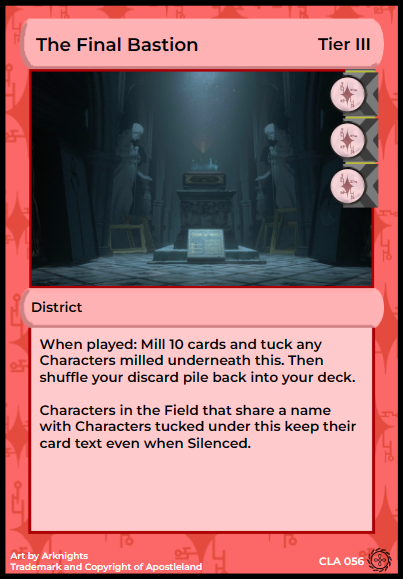 The Final Bastion
Tier III
District
When played: Mill 10 cards and tuck any
Characters milled underneath this. Then
shuffle your discard pile back into your deck.
Characters in the Field that share a name
with Characters tucked under this keep their
card text even when Silenced.
Art by Arknights
Trademark and Copyright of Apostleland
CLA 056